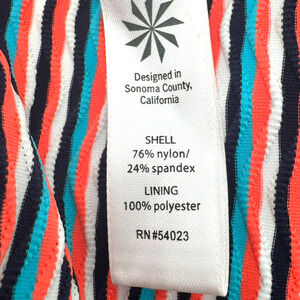 Designed in
Sonoma County,
California
SHELL
76% nylon/
24% spandex
LINING
100% polyester
RN#54023